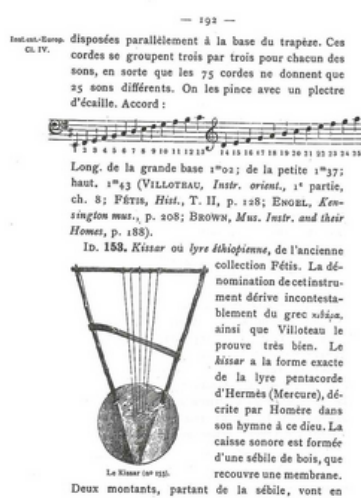 — 192 —
Inst. ext.-Europ.
Cl. IV.
disposées parallèlement à la base du trapèze. Ces
cordes se groupent trois par trois pour chacun des
sons, en sorte que les 75 cordes ne donnent que
25 sons différents. On les pince avec un plectre
d'écaille. Accord :
1 2 3 4 5 6 7 8 9 10 11 12 13 14 15 16 17 18 19 20 21 22 23 24 25
Long. de la grande base 1m02; de la petite 1m37;
haut. 1m43 (VILLOTEAU, Instr. orient., 1e partie,
ch. 8; FÉTIS, Hist., T. II, p. 128; ENGEL, Ken-
sington mus., p. 208; BROWN, Mus. Instr. and their
Homes, p. 188).
ID. 153. Kissar ou lyre éthiopienne, de l'ancienne
collection Fétis. La dé-
nomination de cet instru-
ment dérive incontesta-
blement du grec κιθάρα,
ainsi que Villoteau le
prouve très bien. Le
kissar a la forme exacte
de la lyre pentacorde
d'Hermès (Mercure), dé-
crite par Homère dans
son hymne à ce dieu. La
caisse sonore est formée
d'une sébile de bois, que
recouvre une membrane.
Le Kissar (no 153).
Deux montants, partant de la sébile, vont en